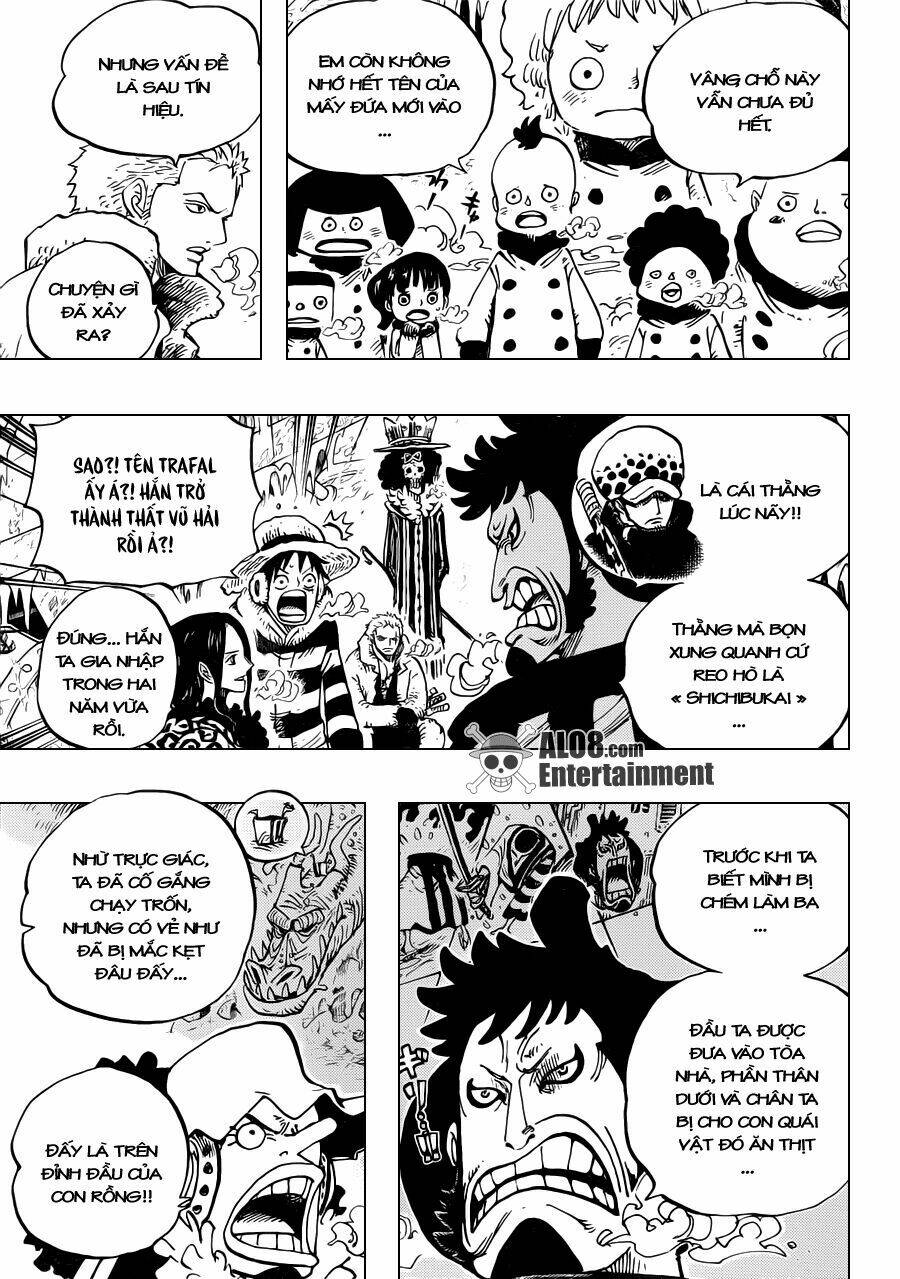 VÂNG, CHỖ NÀY
VẪN CHƯA ĐỦ
HẾT.
EM CÒN KHÔNG
NHỚ HẾT TÊN CỦA
MẤY ĐỨA MỚI VÀO
...
NHƯNG VẤN ĐỀ
LÀ SAU TÍN
HIỆU.
CHUYỆN GÌ
ĐÃ XẢY
RA?
LÀ CÁI THẰNG
LÚC NÃY!!
THẰNG MÀ BỌN
XUNG QUANH CỨ
REO HÒ LÀ
« SHICHIBUKAI »
...
SAO?! TÊN TRAFAL
ẤY Á?! HẮN TRỞ
THÀNH THẤT VŨ HẢI
RỒI Ả?!
ĐÚNG... HẮN
TA GIA NHẬP
TRONG HAI
NĂM VỪA
RỒI.
AL08.com
Entertainment
TRƯỚC KHI TA
BIẾT MÌNH BỊ
CHÉM LÀM BA
...
ĐẦU TA ĐƯỢC
ĐƯA VÀO TÒA
NHÀ, PHẦN THÂN
DƯỚI VÀ CHÂN TA
BỊ CHO CON QUÁI
VẬT ĐÓ ĂN THỊT
...
NHỪ TRỰC GIÁC,
TA ĐÃ CỐ GẮNG
CHẠY TRỐN,
NHƯNG CÓ VẺ NHƯ
ĐÃ BỊ MẮC KẸT
ĐÂU ĐẤY...
ĐẤY LÀ TRÊN
ĐỈNH ĐẦU CỦA
CON RỒNG!!